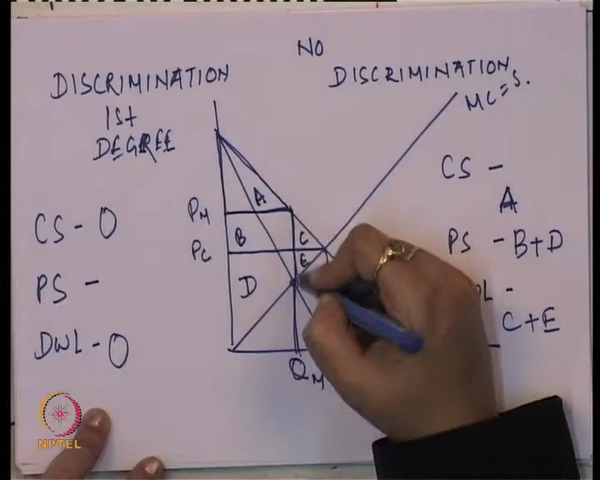 DISCRIMINATION
1st
DEGREE
CS - 0
PS -
DWL - 0
NO
DISCRIMINATION
MC = S.
PM
PC
A
B
C
E
D
QM
CS -
A
PS - B+D
L -
C+E
NPTEL